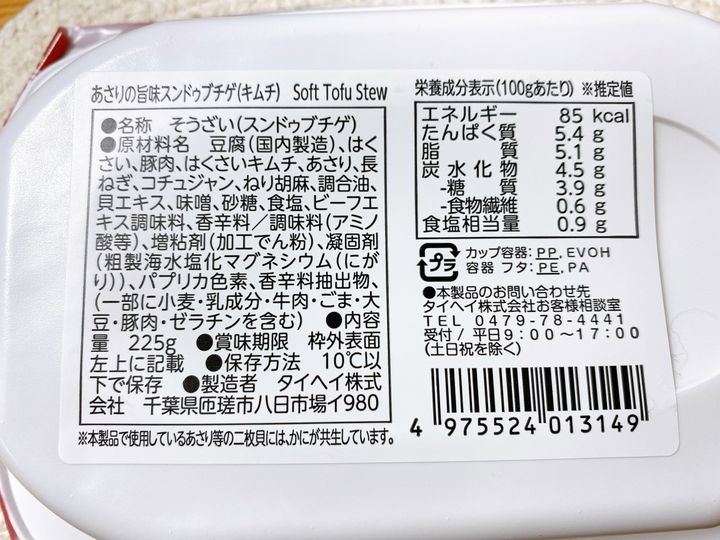 あさりの旨味スンドゥブチゲ(キムチ) Soft Tofu Stew
●名称 そうざい(スンドゥブチゲ)
●原材料名 豆腐(国内製造)、はく
さい、豚肉、はくさいキムチ、あさり、長
ねぎ、コチュジャン、ねり胡麻、調合油、
貝エキス、味噌、砂糖、食塩、ビーフエ
キス調味料、香辛料/調味料(アミノ
酸等)、増粘剤(加工でん粉)、凝固剤
(粗製海水塩化マグネシウム(にが
り))、パプリカ色素、香辛料抽出物、
(一部に小麦・乳成分・牛肉・ごま・大
豆・豚肉・ゼラチンを含む) ●内容
量 225g ●賞味期限 枠外表面
左上に記載 ●保存方法 10℃以
下で保存 ●製造者 タイヘイ株式
会社 千葉県匝瑳市八日市場イ980
※本製品で使用しているあさり等の二枚貝には、かにが共生しています。
栄養成分表示(100gあたり) ※推定値
エネルギー 85 kcal
たんぱく質 5.4 g
脂質 5.1 g
炭水化物 4.5 g
-糖質 3.9 g
-食物繊維 0.6 g
食塩相当量 0.9 g
プラ
カップ容器: PP, EVOH
容器 フタ: PE, PA
●本製品のお問い合わせ先
タイヘイ株式会社お客様相談室
TEL 0479-78-4441
受付/平日9:00~17:00
(土日祝を除く)
4 975524 013149